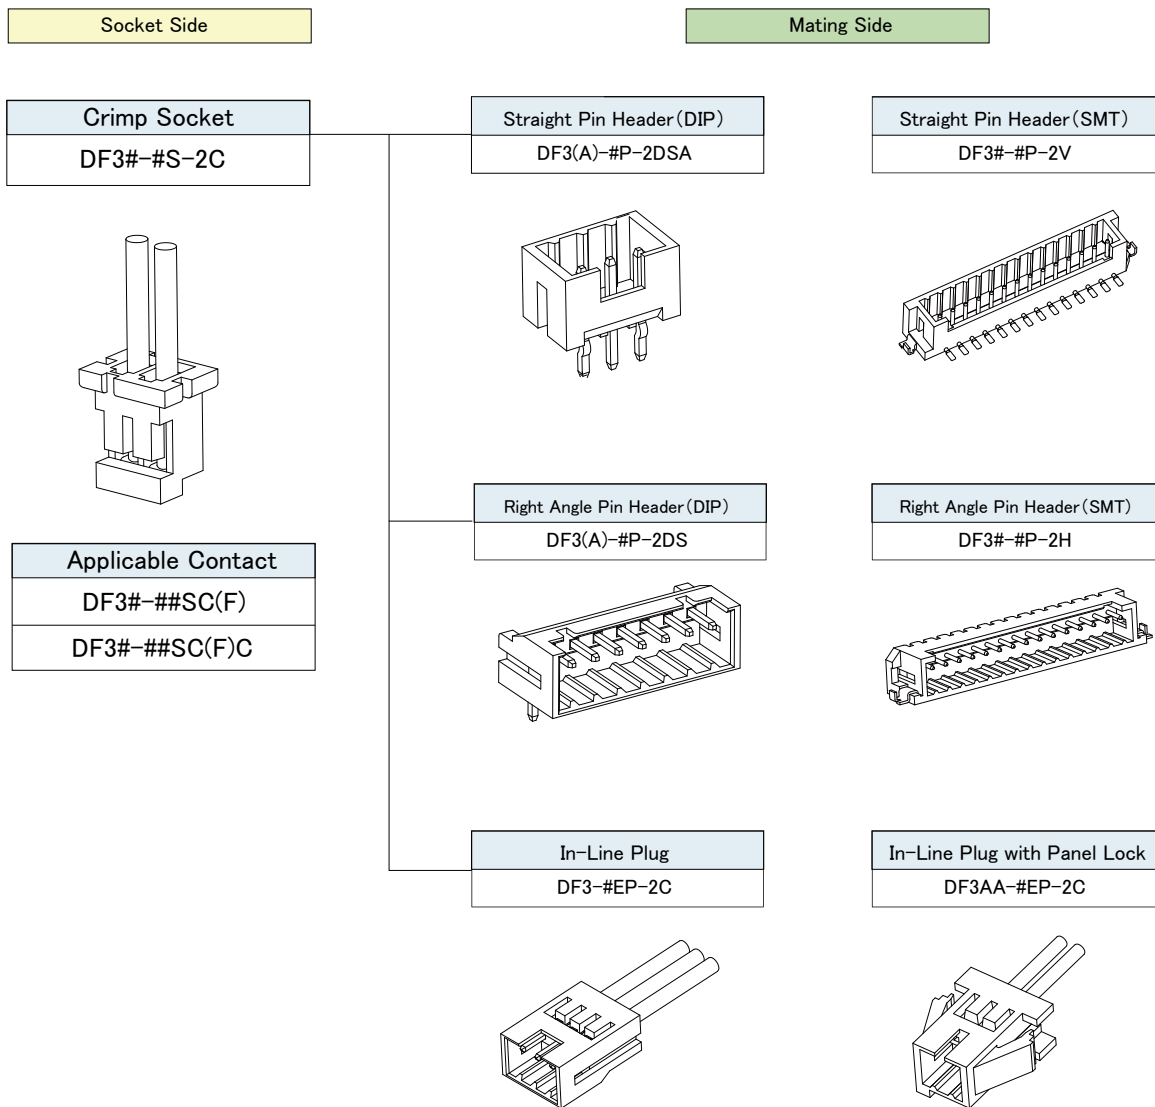 Socket Side
Mating Side
Crimp Socket
DF3#-#S-2C
Straight Pin Header(DIP)
DF3(A)-#P-2DSA
Straight Pin Header(SMT)
DF3#-#P-2V
Right Angle Pin Header(DIP)
DF3(A)-#P-2DS
Right Angle Pin Header(SMT)
DF3#-#P-2H
Applicable Contact
DF3#-##SC(F)
DF3#-##SC(F)C
In-Line Plug
DF3-#EP-2C
In-Line Plug with Panel Lock
DF3AA-#EP-2C